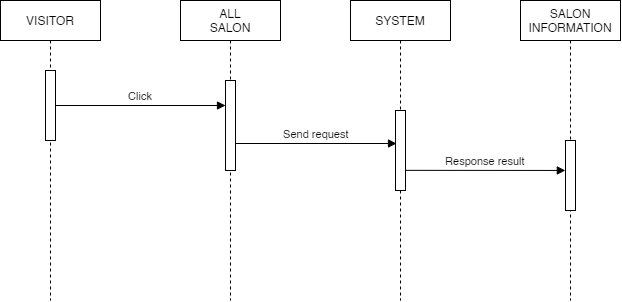 VISITOR
ALL
SALON
SYSTEM
SALON
INFORMATION
Click
Send request
Response result